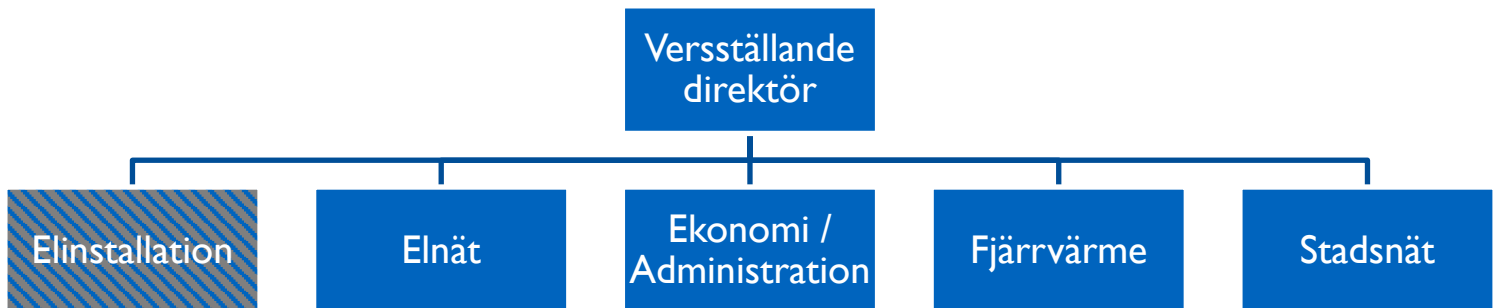 Versställande
direktör
Elinstallation
Elnät
Ekonomi /
Administration
Fjärrvärme
Stadsnät